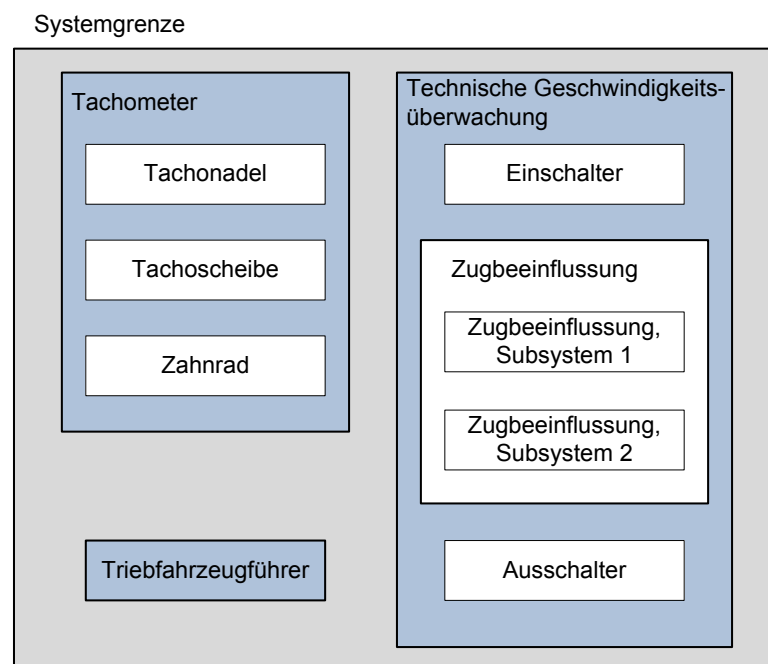 Systemgrenze
Tachometer
Tachonadel
Tachoscheibe
Zahnrad
Triebfahrzeugführer
Technische Geschwindigkeits-
überwachung
Einschalter
Zugbeeinflussung
Zugbeeinflussung,
Subsystem 1
Zugbeeinflussung,
Subsystem 2
Ausschalter